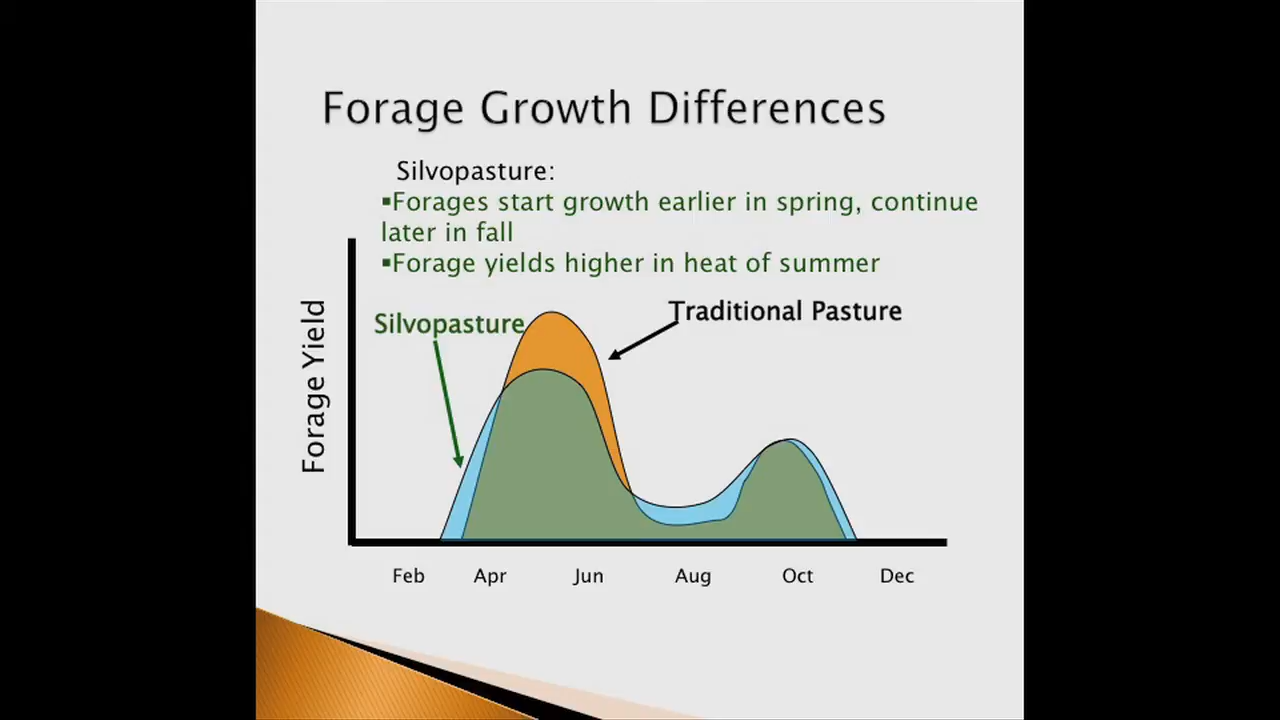 Forage Growth Differences
Silvopasture:
▪Forages start growth earlier in spring, continue
later in fall
▪Forage yields higher in heat of summer
Traditional Pasture
Silvopasture
Forage Yield
Feb Apr Jun Aug Oct Dec